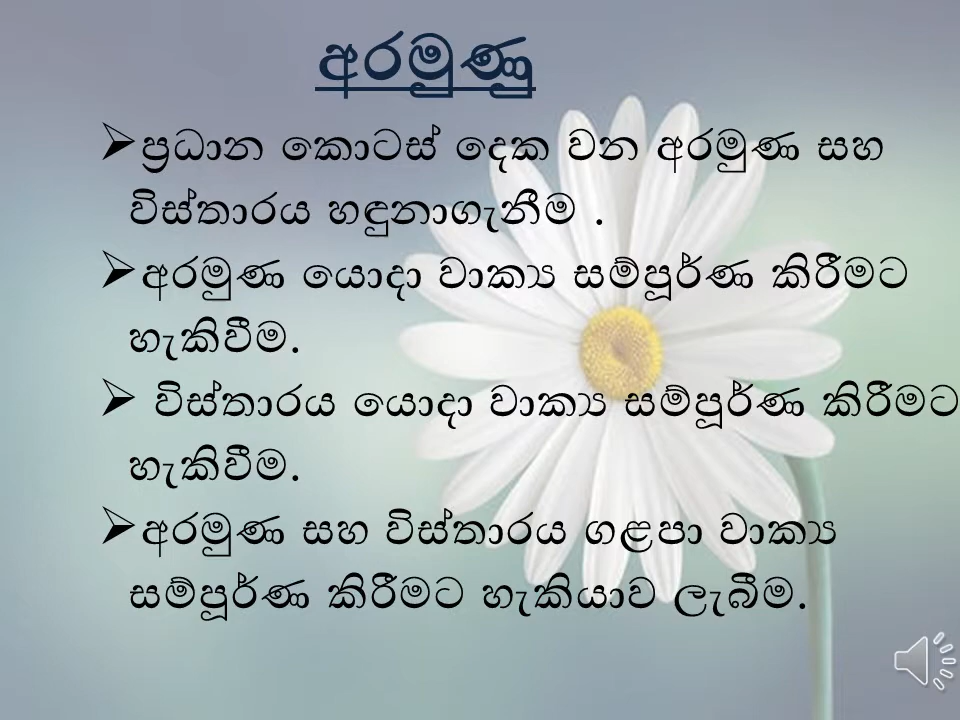 අරමුණු
➢ප්‍රධාන කොටස් දෙක වන අරමුණ සහ
විස්තාරය හඳුනාගැනීම .
➢අරමුණ යොදා වාක්‍ය සම්පූර්ණ කිරීමට
හැකිවීම.
➢ විස්තාරය යොදා වාක්‍ය සම්පූර්ණ කිරීමට
හැකිවීම.
➢අරමුණ සහ විස්තාරය ගළපා වාක්‍ය
සම්පූර්ණ කිරීමට හැකියාව ලැබීම.